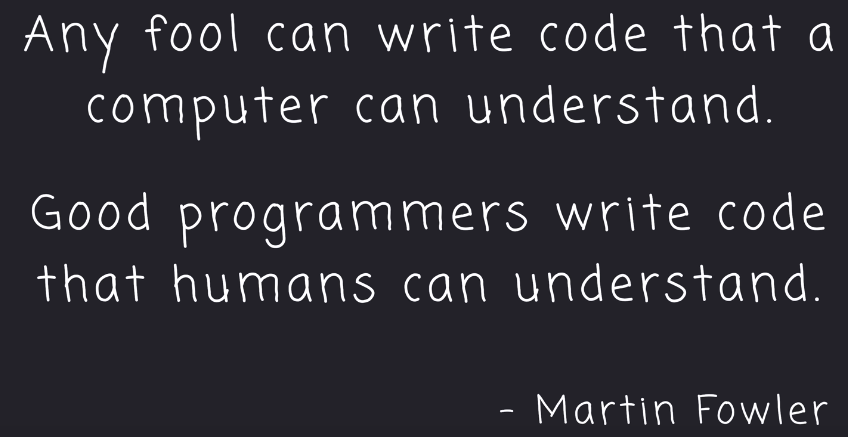 Any fool can write code that a
computer can understand.
Good programmers write code
that humans can understand.
- Martin Fowler